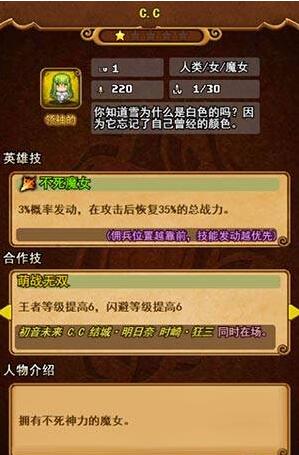 C.C
Lv 1
人类/女/魔女
220
1/30
你知道雪为什么是白色的吗？因
为它忘记了自己曾经的颜色。
英雄技
不死魔女
3%概率发动，在攻击后恢复35%的总战力。
(佣兵位置越靠前，技能发动越优先)
合作技
萌战无双
王者等级提高6，闪避等级提高6
初音未来 C.C 结城·明日奈 时崎·狂三 同时在场。
人物介绍
拥有不死神力的魔女。